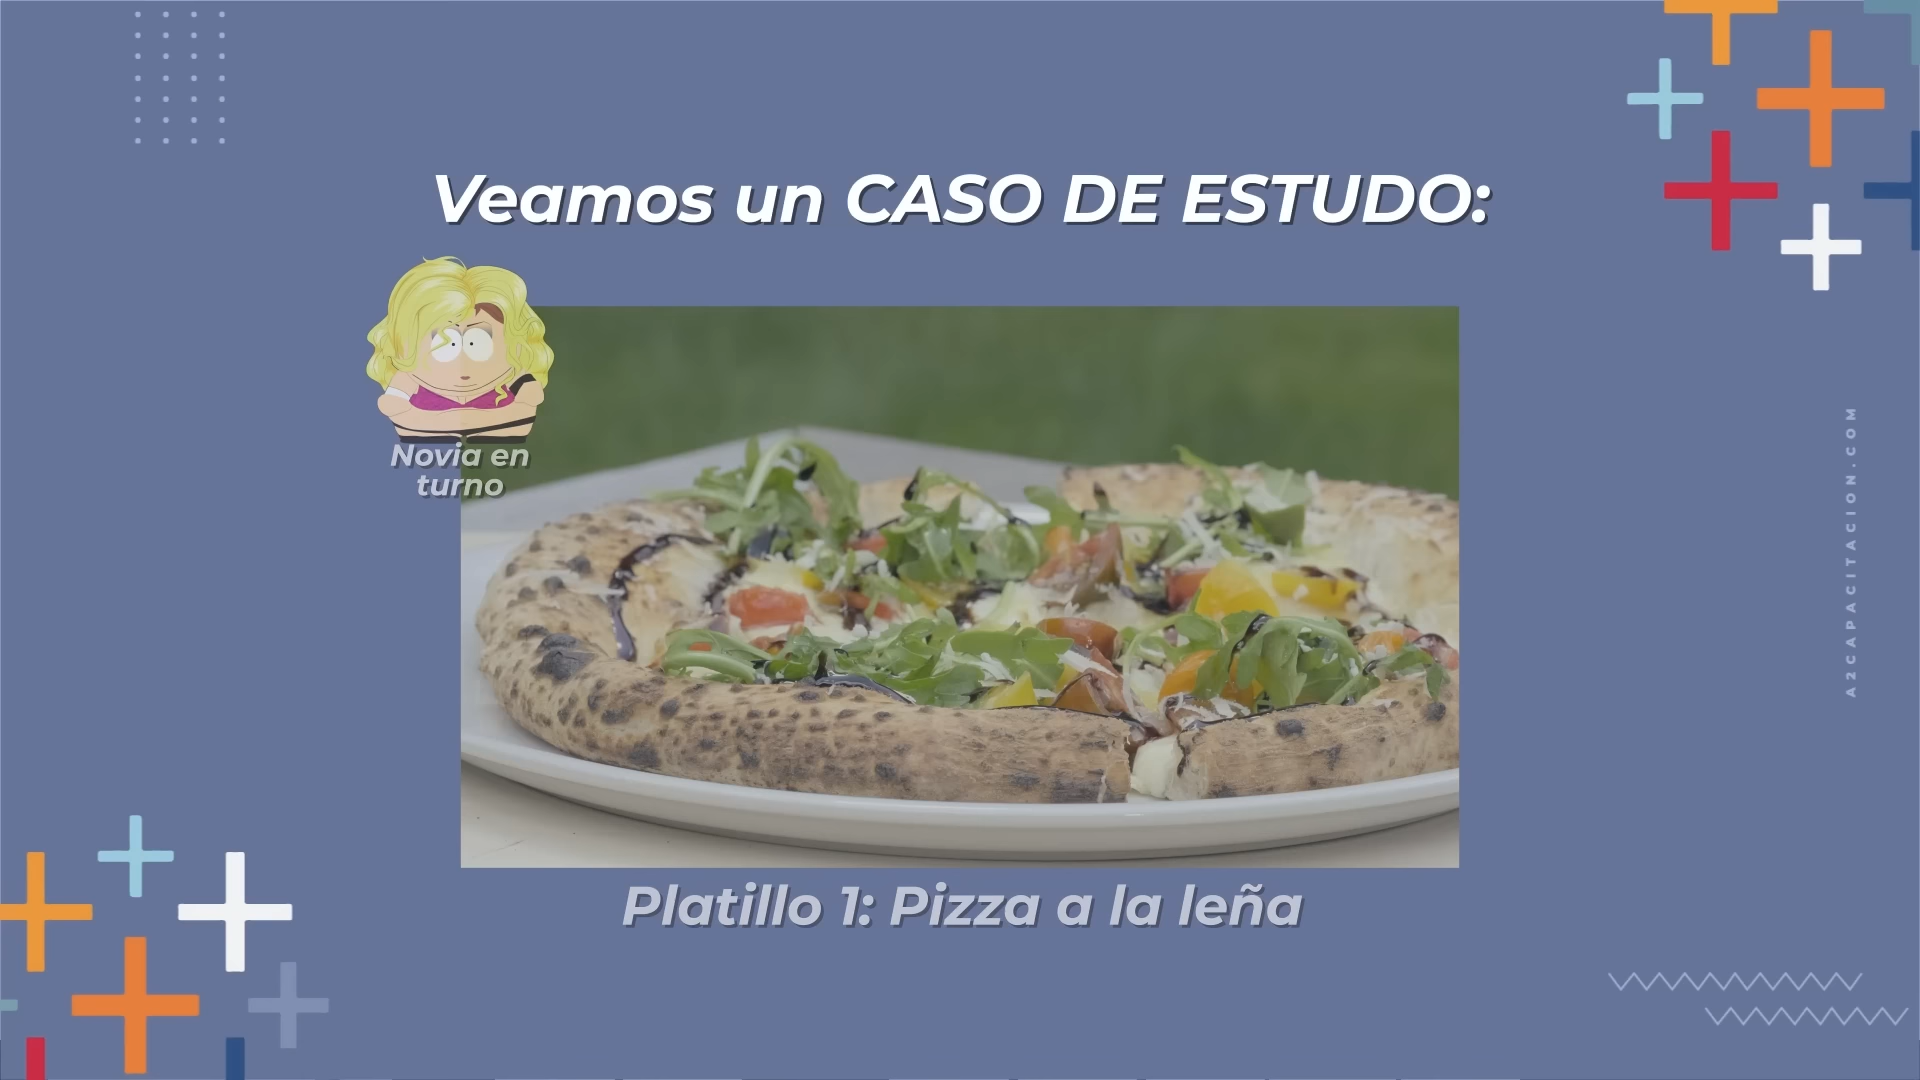 Veamos un CASO DE ESTUDO:
Novia en
turno
Platillo 1: Pizza a la leña
A2CAPACITACION.COM